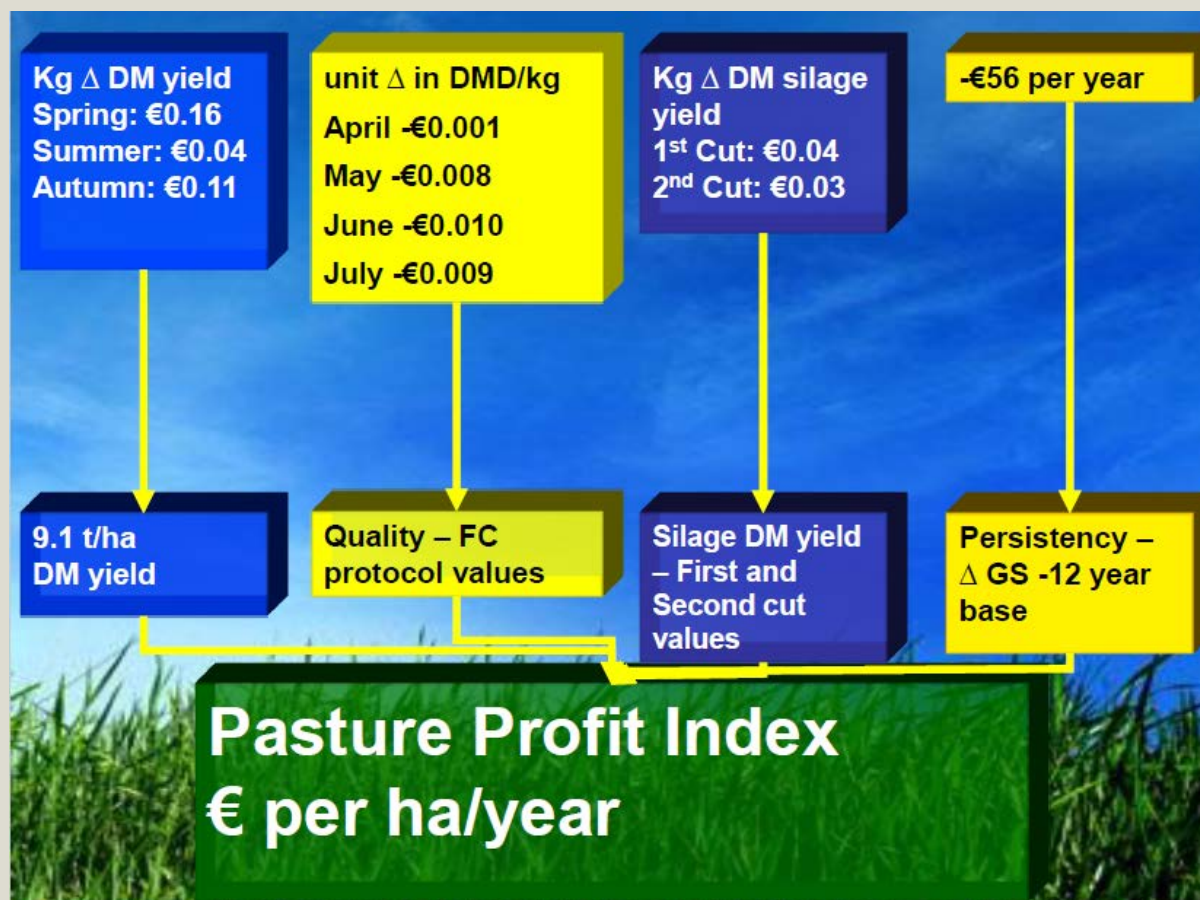 Kg Δ DM yield
Spring: €0.16
Summer: €0.04
Autumn: €0.11
unit Δ in DMD/kg
April -€0.001
May -€0.008
June -€0.010
July -€0.009
Kg Δ DM silage
yield
1st Cut: €0.04
2nd Cut: €0.03
-€56 per year
9.1 t/ha
DM yield
Quality – FC
protocol values
Silage DM yield
– First and
Second cut
values
Persistency –
Δ GS -12 year
base
Pasture Profit Index
€ per ha/year